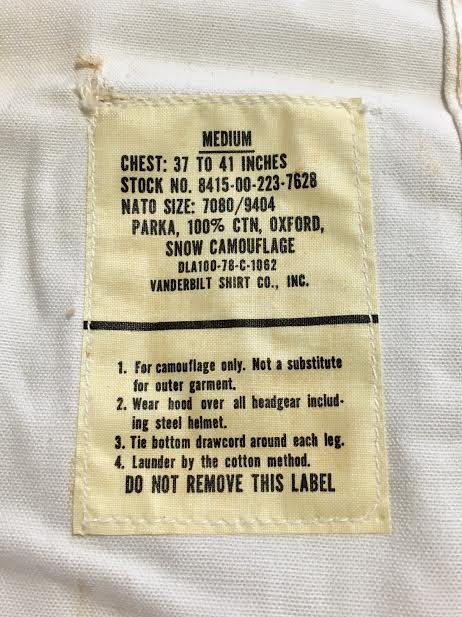 MEDIUM
CHEST: 37 TO 41 INCHES
STOCK NO. 8415-00-223-7628
NATO SIZE: 7080/9404
PARKA, 100% CTN, OXFORD,
SNOW CAMOUFLAGE
DLA100-78-C-1062
VANDERBILT SHIRT CO., INC.
1. For camouflage only. Not a substitute
for outer garment.
2. Wear hood over all headgear includ-
ing steel helmet.
3. Tie bottom drawcord around each leg.
4. Launder by the cotton method.
DO NOT REMOVE THIS LABEL